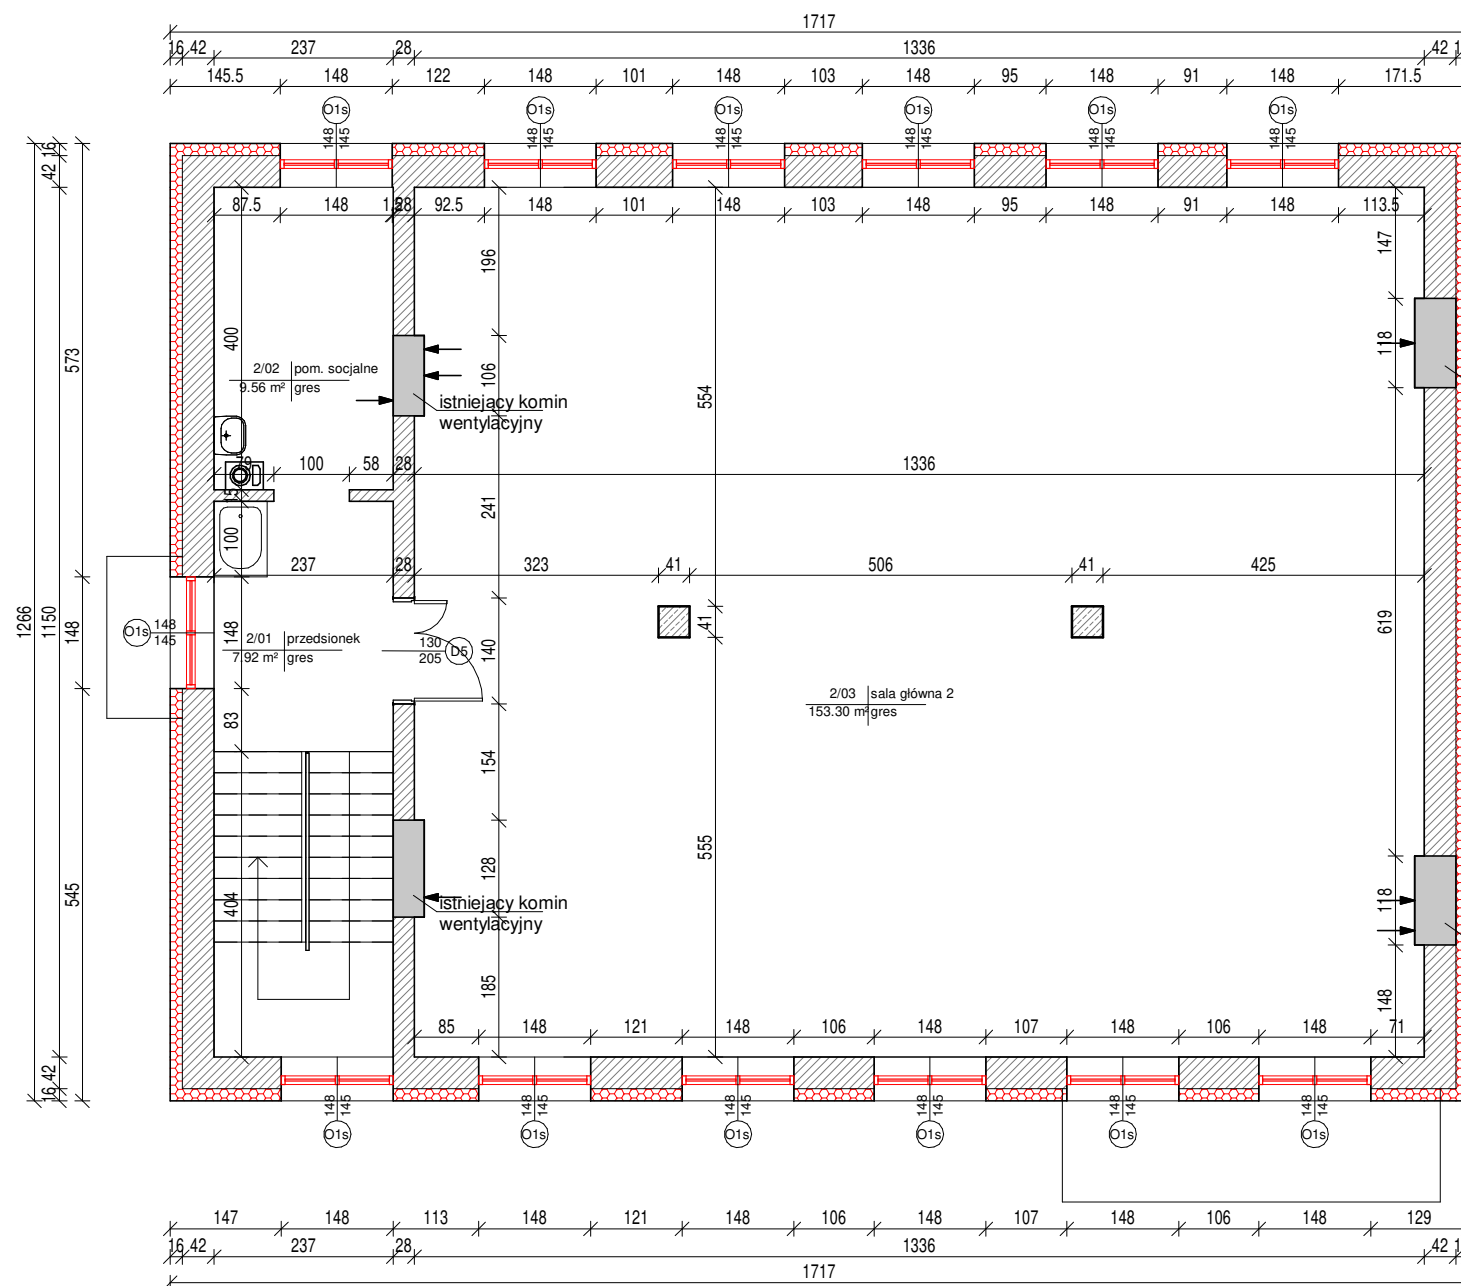 1717
16 42 237 28 1336 42 1
145.5 148 122 148 101 148 103 148 95 148 91 148 171.5
O1s O1s O1s O1s O1s O1s
148 145 148 145 148 145 148 145 148 145 148 145
87.5 148 1.5 28 92.5 148 101 148 103 148 95 148 91 148 113.5
16
42
1266
1150
573
148
545
42
16
400
196
106
241
140
154
128
185
554
41
555
147
118
619
118
148
2/02 pom. socjalne
9.56 m² gres
istniejący komin
wentylacyjny
79 100 58 28 1336
15
100
237 28 323 41 506 41 425
O1s 148
145
148
2/01 przedsionek
7.92 m² gres
130
205 D5
83
2/03 sala główna 2
153.30 m² gres
404
istniejący komin
wentylacyjny
85 148 121 148 106 148 107 148 106 148 71
148 145 148 145 148 145 148 145 148 145 148 145
O1s O1s O1s O1s O1s O1s
147 148 113 148 121 148 106 148 107 148 106 148 129
16 42 237 28 1336 42 1
1717